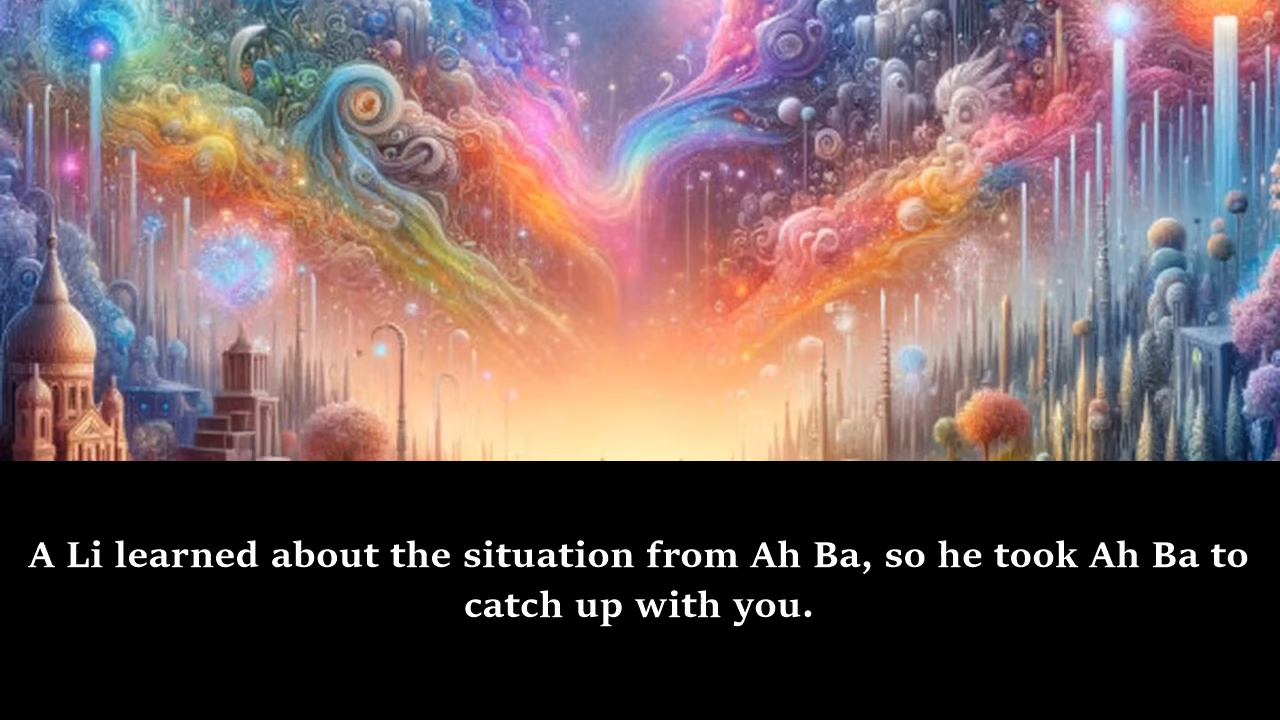 A Li learned about the situation from Ah Ba, so he took Ah Ba to
catch up with you.